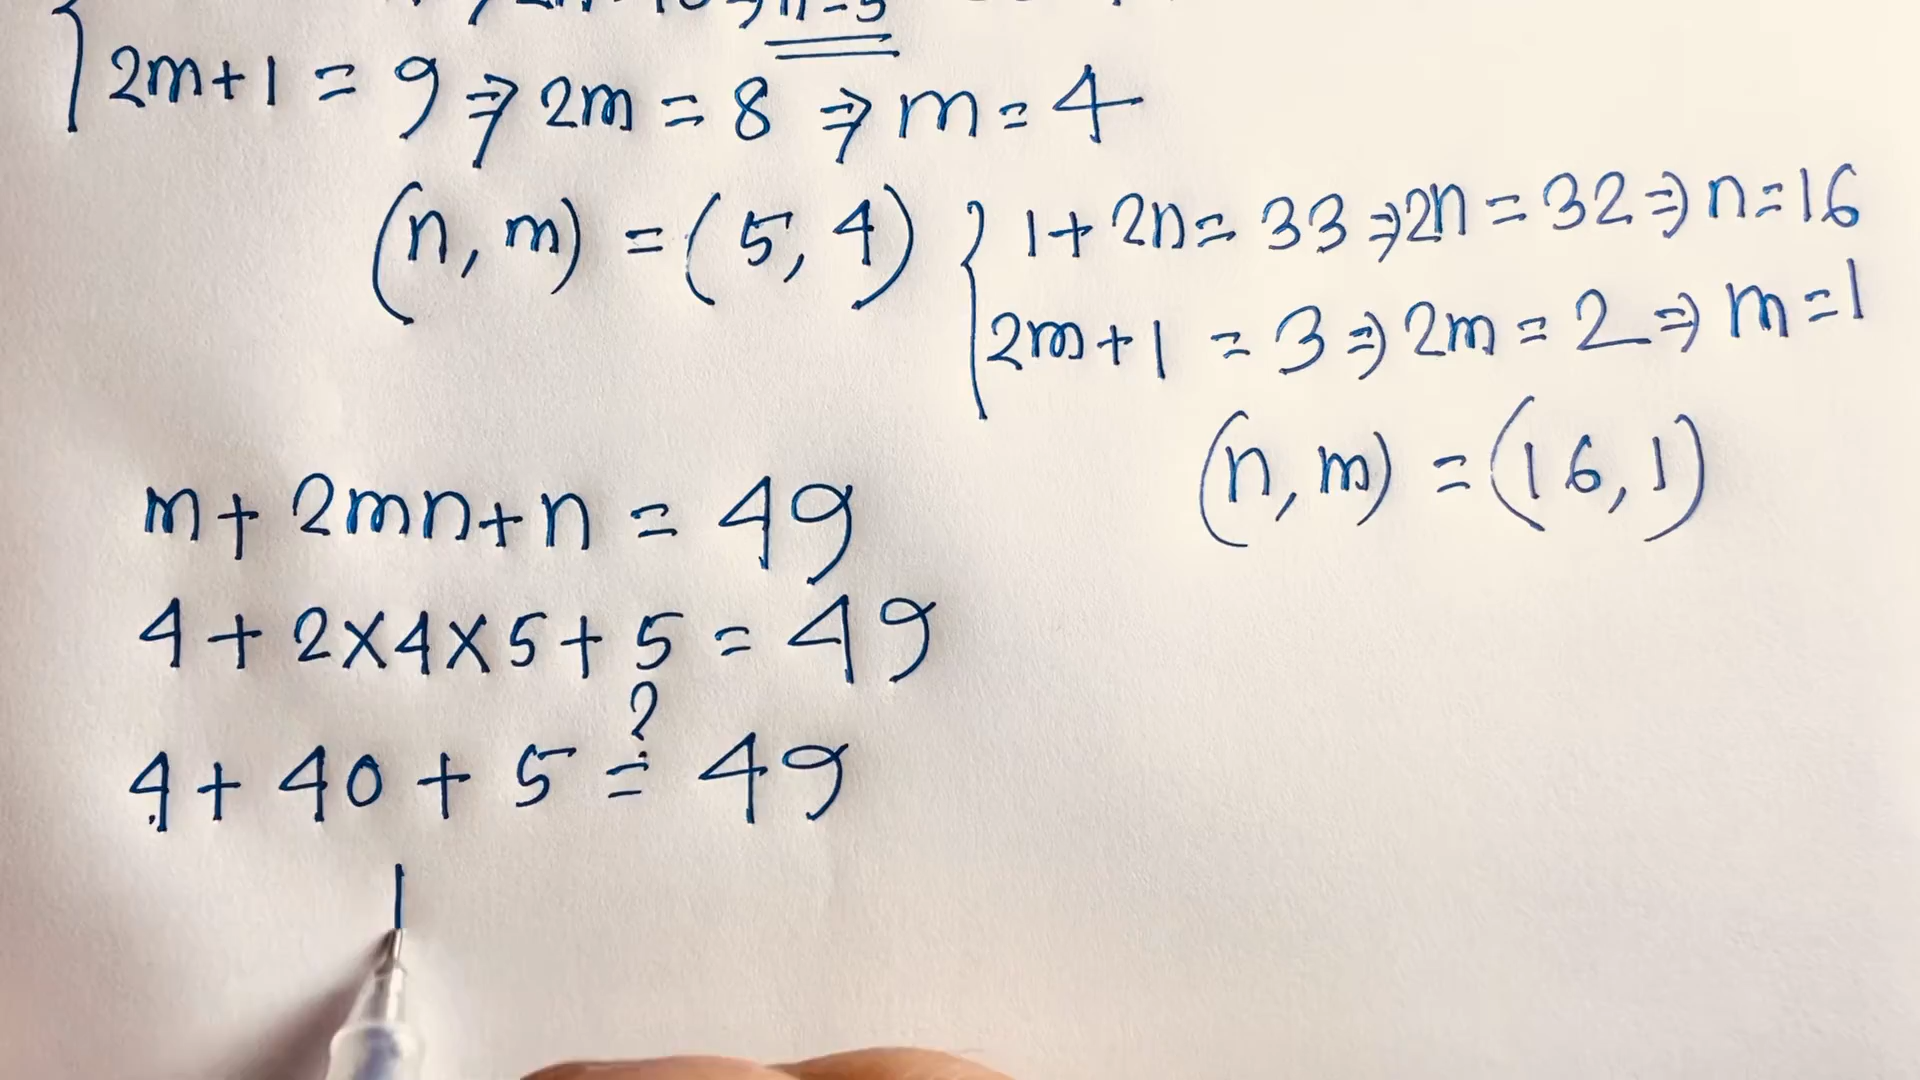 2m+1 = 9 ⇒ 2m = 8 ⇒ m = 4
(n, m) = (5, 4)
1+2n = 33 ⇒ 2n = 32 ⇒ n = 16
2m+1 = 3 ⇒ 2m = 2 ⇒ m = 1
(n, m) = (16, 1)
m + 2mn + n = 49
4 + 2×4×5 + 5 = 49
?
4 + 40 + 5 = 49